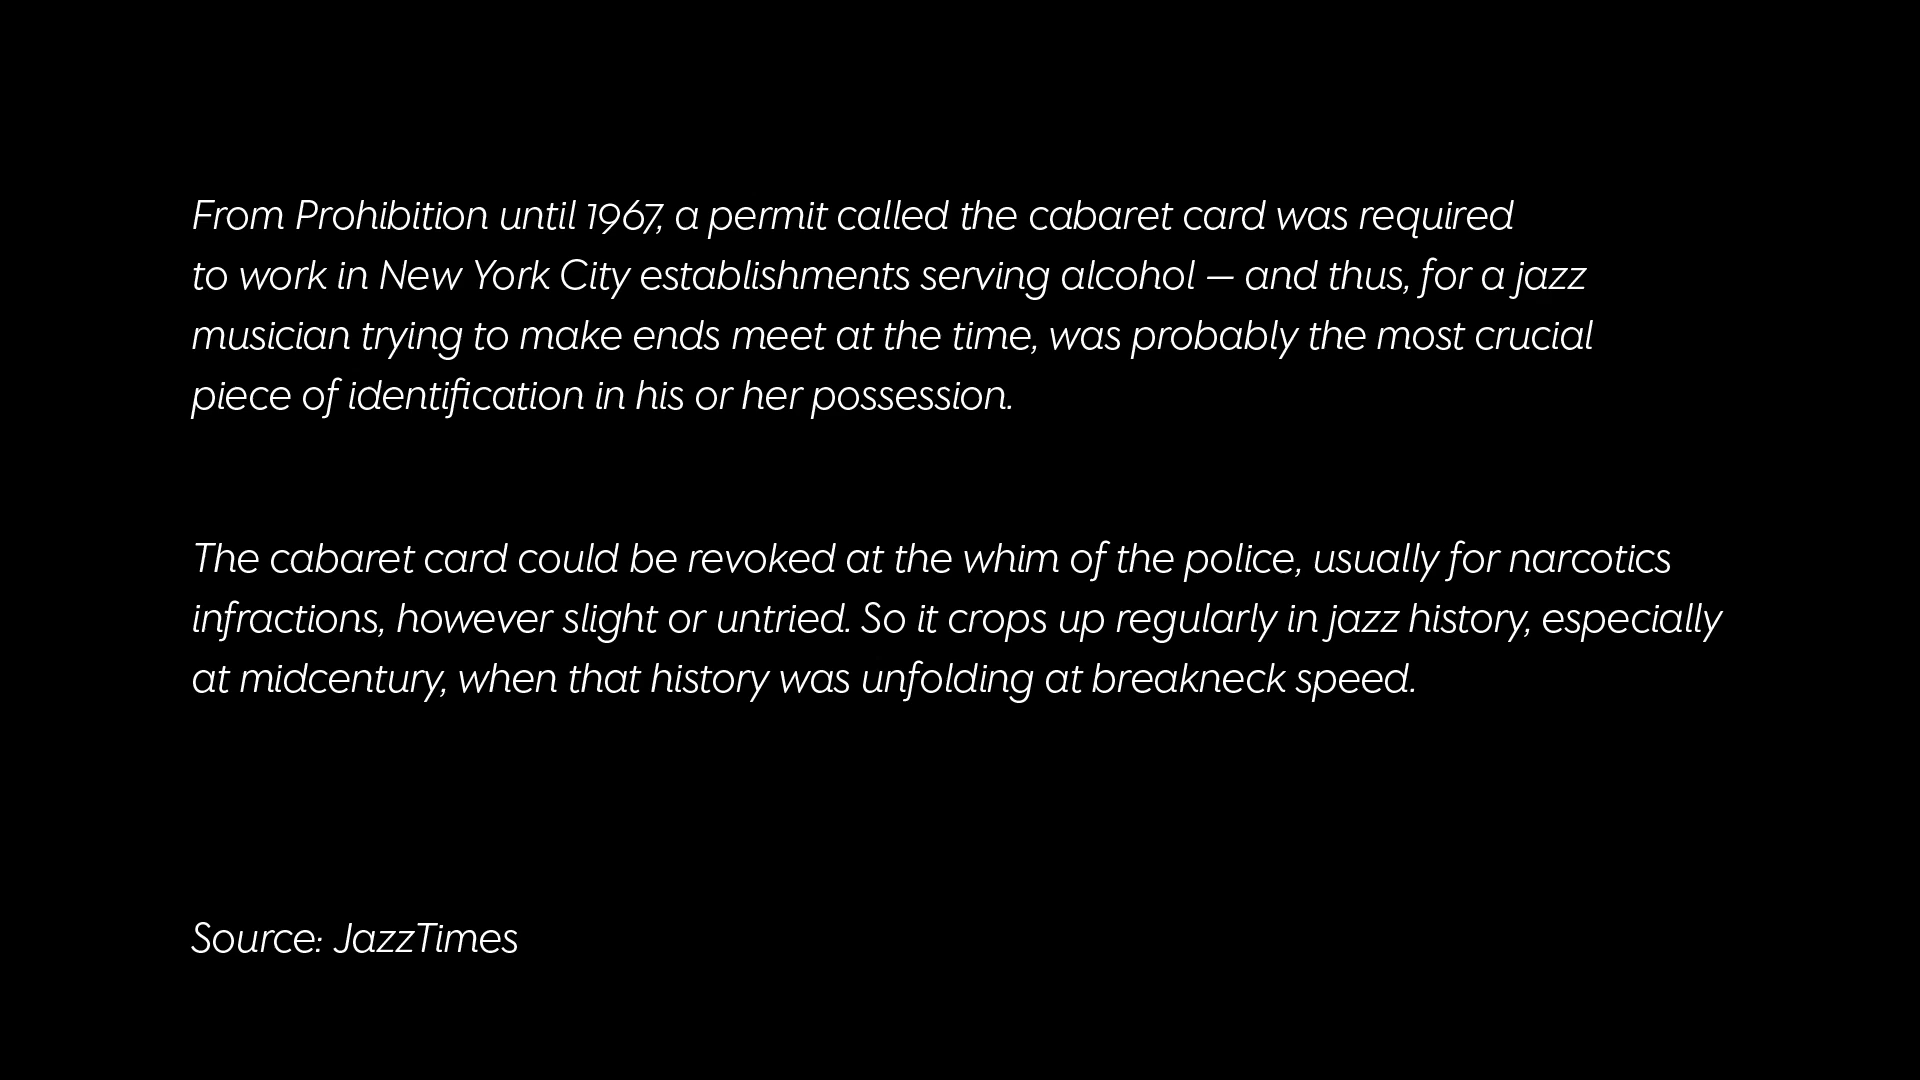 From Prohibition until 1967, a permit called the cabaret card was required
to work in New York City establishments serving alcohol — and thus, for a jazz
musician trying to make ends meet at the time, was probably the most crucial
piece of identification in his or her possession.
The cabaret card could be revoked at the whim of the police, usually for narcotics
infractions, however slight or untried. So it crops up regularly in jazz history, especially
at midcentury, when that history was unfolding at breakneck speed.
Source: JazzTimes